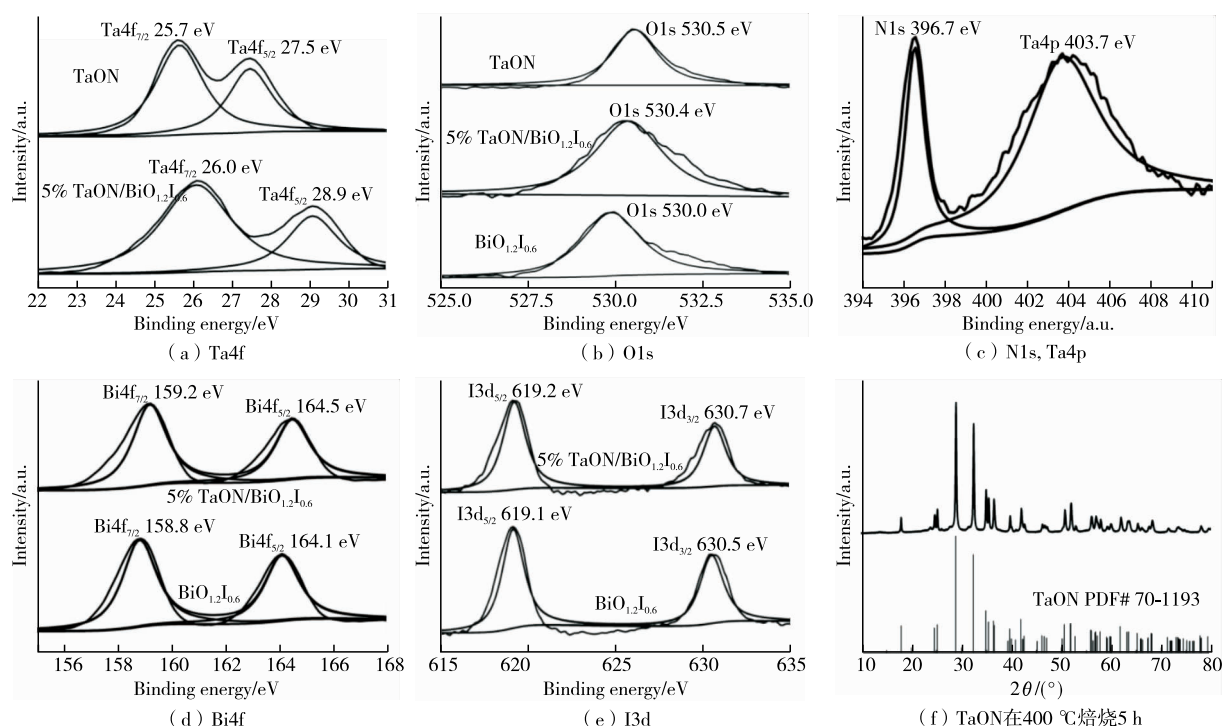 Intensity/a.u.
Ta4f7/2 25.7 eV
Ta4f5/2 27.5 eV
TaON
Ta4f7/2 26.0 eV
5% TaON/BiO1.2I0.6
Ta4f5/2 28.9 eV
22 23 24 25 26 27 28 29 30 31
Binding energy/eV
(a) Ta4f
Intensity/a.u.
O1s 530.5 eV
TaON
O1s 530.4 eV
5% TaON/BiO1.2I0.6
O1s 530.0 eV
BiO1.2I0.6
525.0 527.5 530.0 532.5 535.0
Binding energy/eV
(b) O1s
Intensity/a.u.
N1s 396.7 eV
Ta4p 403.7 eV
394 396 398 400 402 404 406 408 410
Binding energy/a.u.
(c) N1s, Ta4p
Intensity/a.u.
Bi4f7/2 159.2 eV
Bi4f5/2 164.5 eV
5% TaON/BiO1.2I0.6
Bi4f7/2 158.8 eV
Bi4f5/2 164.1 eV
BiO1.2I0.6
156 158 160 162 164 166 168
Binding energy/eV
(d) Bi4f
Intensity/a.u.
I3d5/2 619.2 eV
I3d3/2 630.7 eV
5% TaON/BiO1.2I0.6
I3d5/2 619.1 eV
I3d3/2 630.5 eV
BiO1.2I0.6
615 620 625 630 635
Binding energy/eV
(e) I3d
Intensity/a.u.
TaON PDF# 70-1193
10 20 30 40 50 60 70 80
2θ/(°)
(f) TaON在400 ℃焙烧5 h